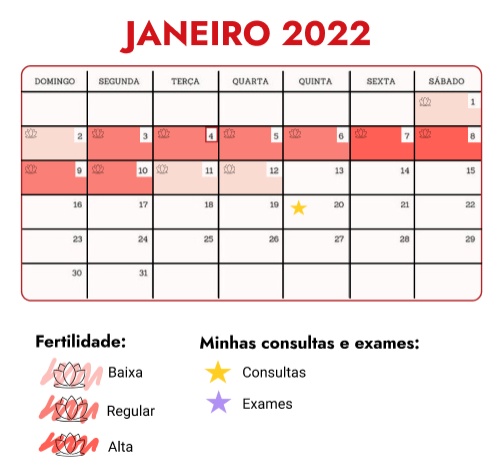 JANEIRO 2022
DOMINGO SEGUNDA TERÇA QUARTA QUINTA SEXTA SÁBADO
1
2 3 4 5 6 7 8
9 10 11 12 13 14 15
16 17 18 19 20 21 22
23 24 25 26 27 28 29
30 31
Fertilidade: Minhas consultas e exames:
Baixa Consultas
Regular Exames
Alta